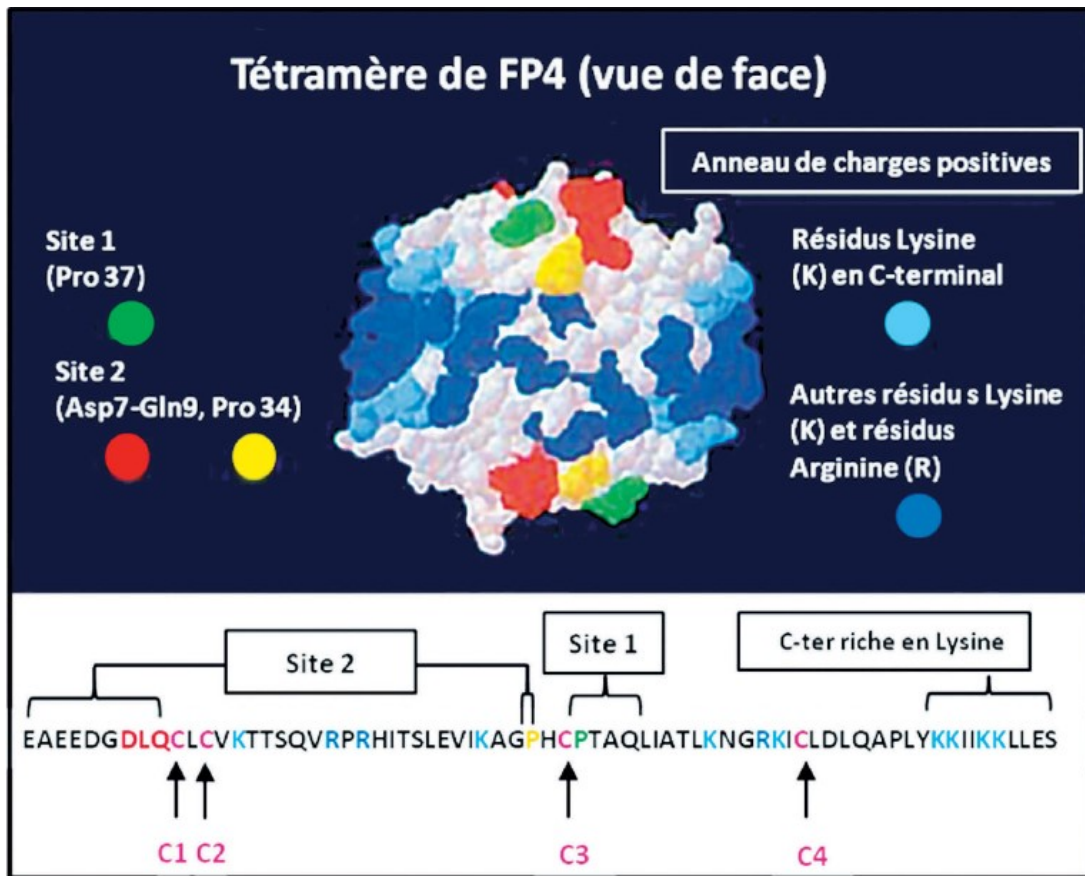 Tétramère de FP4 (vue de face)
Anneau de charges positives
Site 1
(Pro 37)
Site 2
(Asp7-Gln9, Pro 34)
Résidus Lysine
(K) en C-terminal
Autres résidu s Lysine
(K) et résidus
Arginine (R)
Site 2
Site 1
C-ter riche en Lysine
EAEEDGDLQCLCVKTTSQVRPRHITSLEVIKAGPHCPTAQLIATLKNGRKICLDLQAPLYKKIIKKLLES
C1 C2 C3 C4